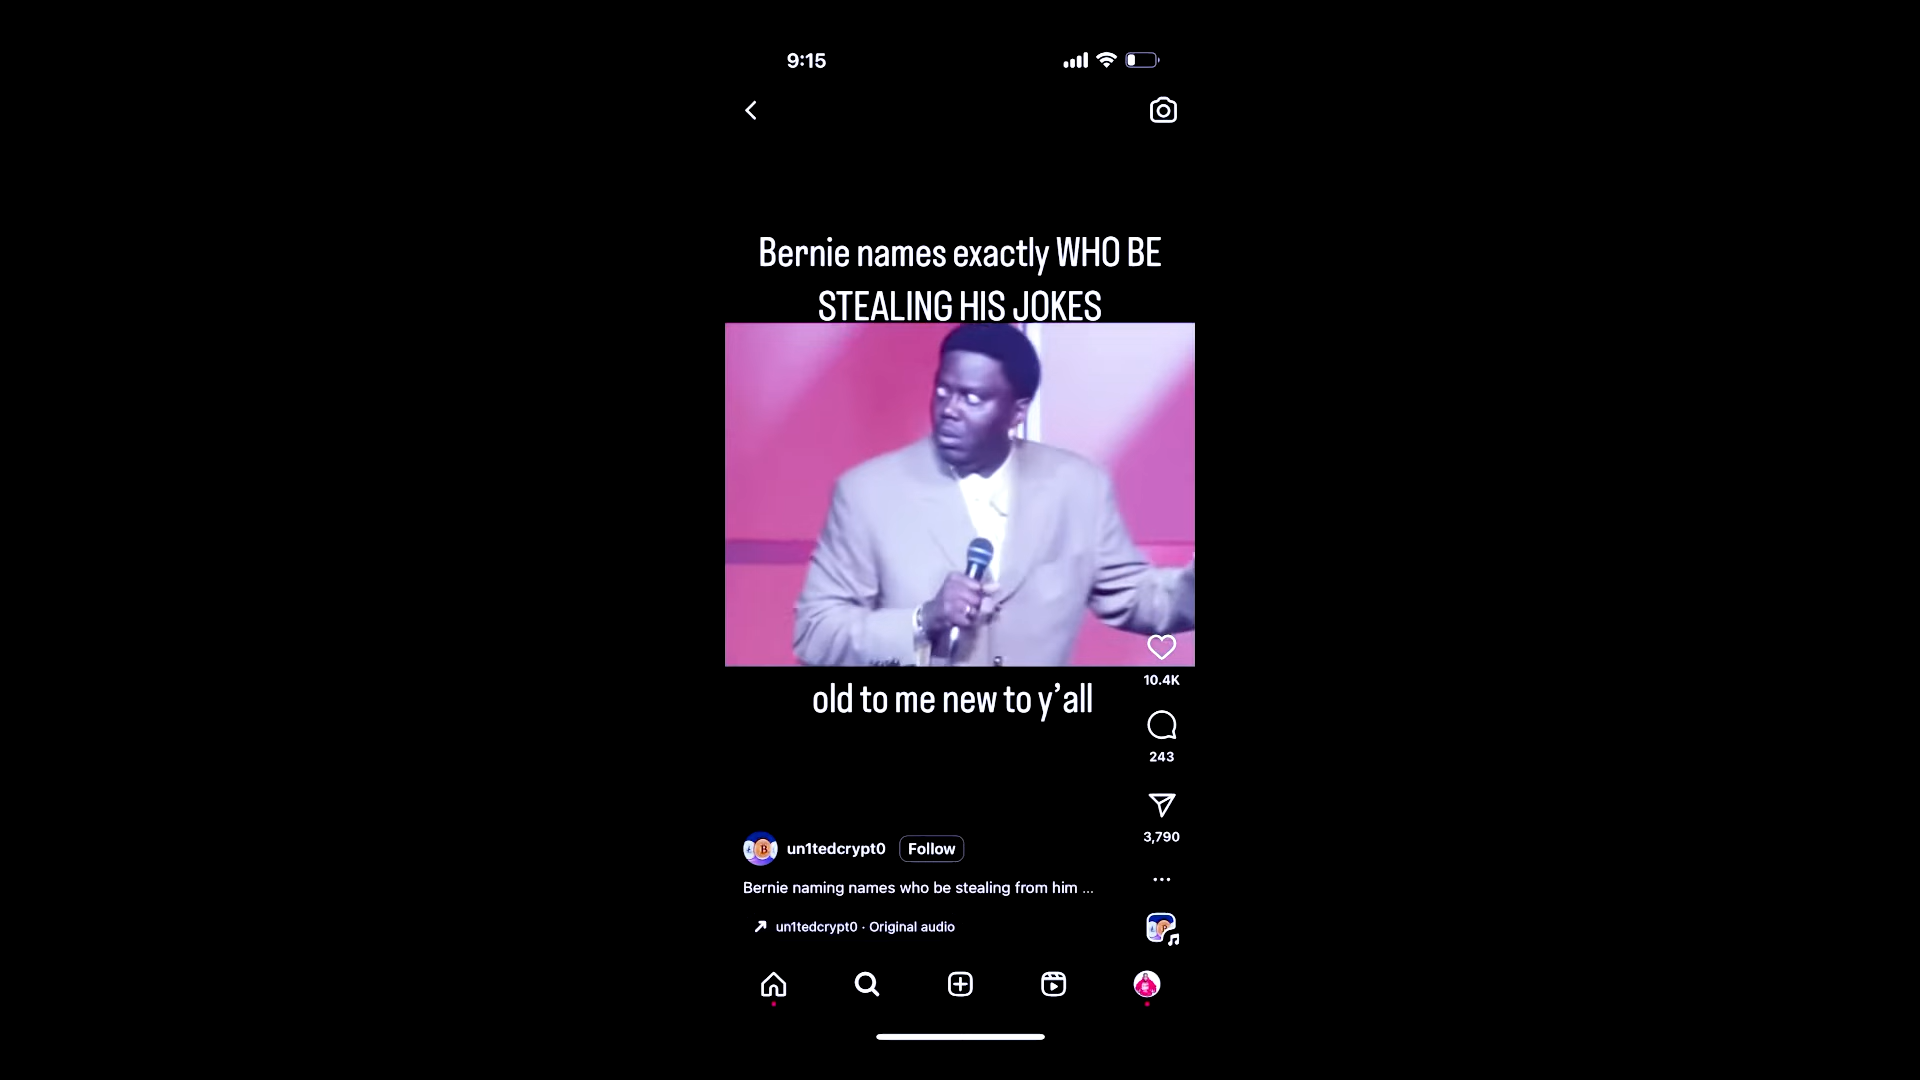 9:15
Bernie names exactly WHO BE
STEALING HIS JOKES
old to me new to y’all
10.4K
243
3,790
un1tedcrypt0 Follow
Bernie naming names who be stealing from him ...
un1tedcrypt0 · Original audio